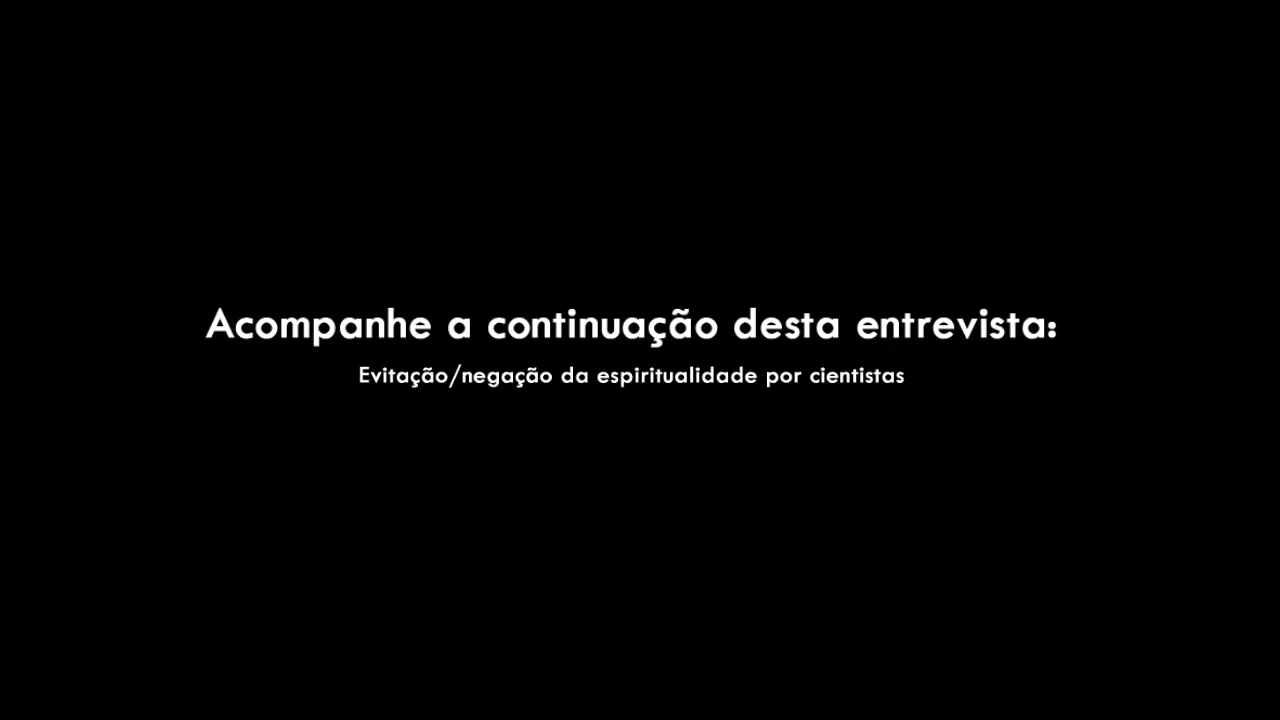 Acompanhe a continuação desta entrevista:
Evitação/negação da espiritualidade por cientistas